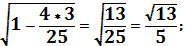 √(1 − (4 * 3)/25) = √(13/25) = √13/5;